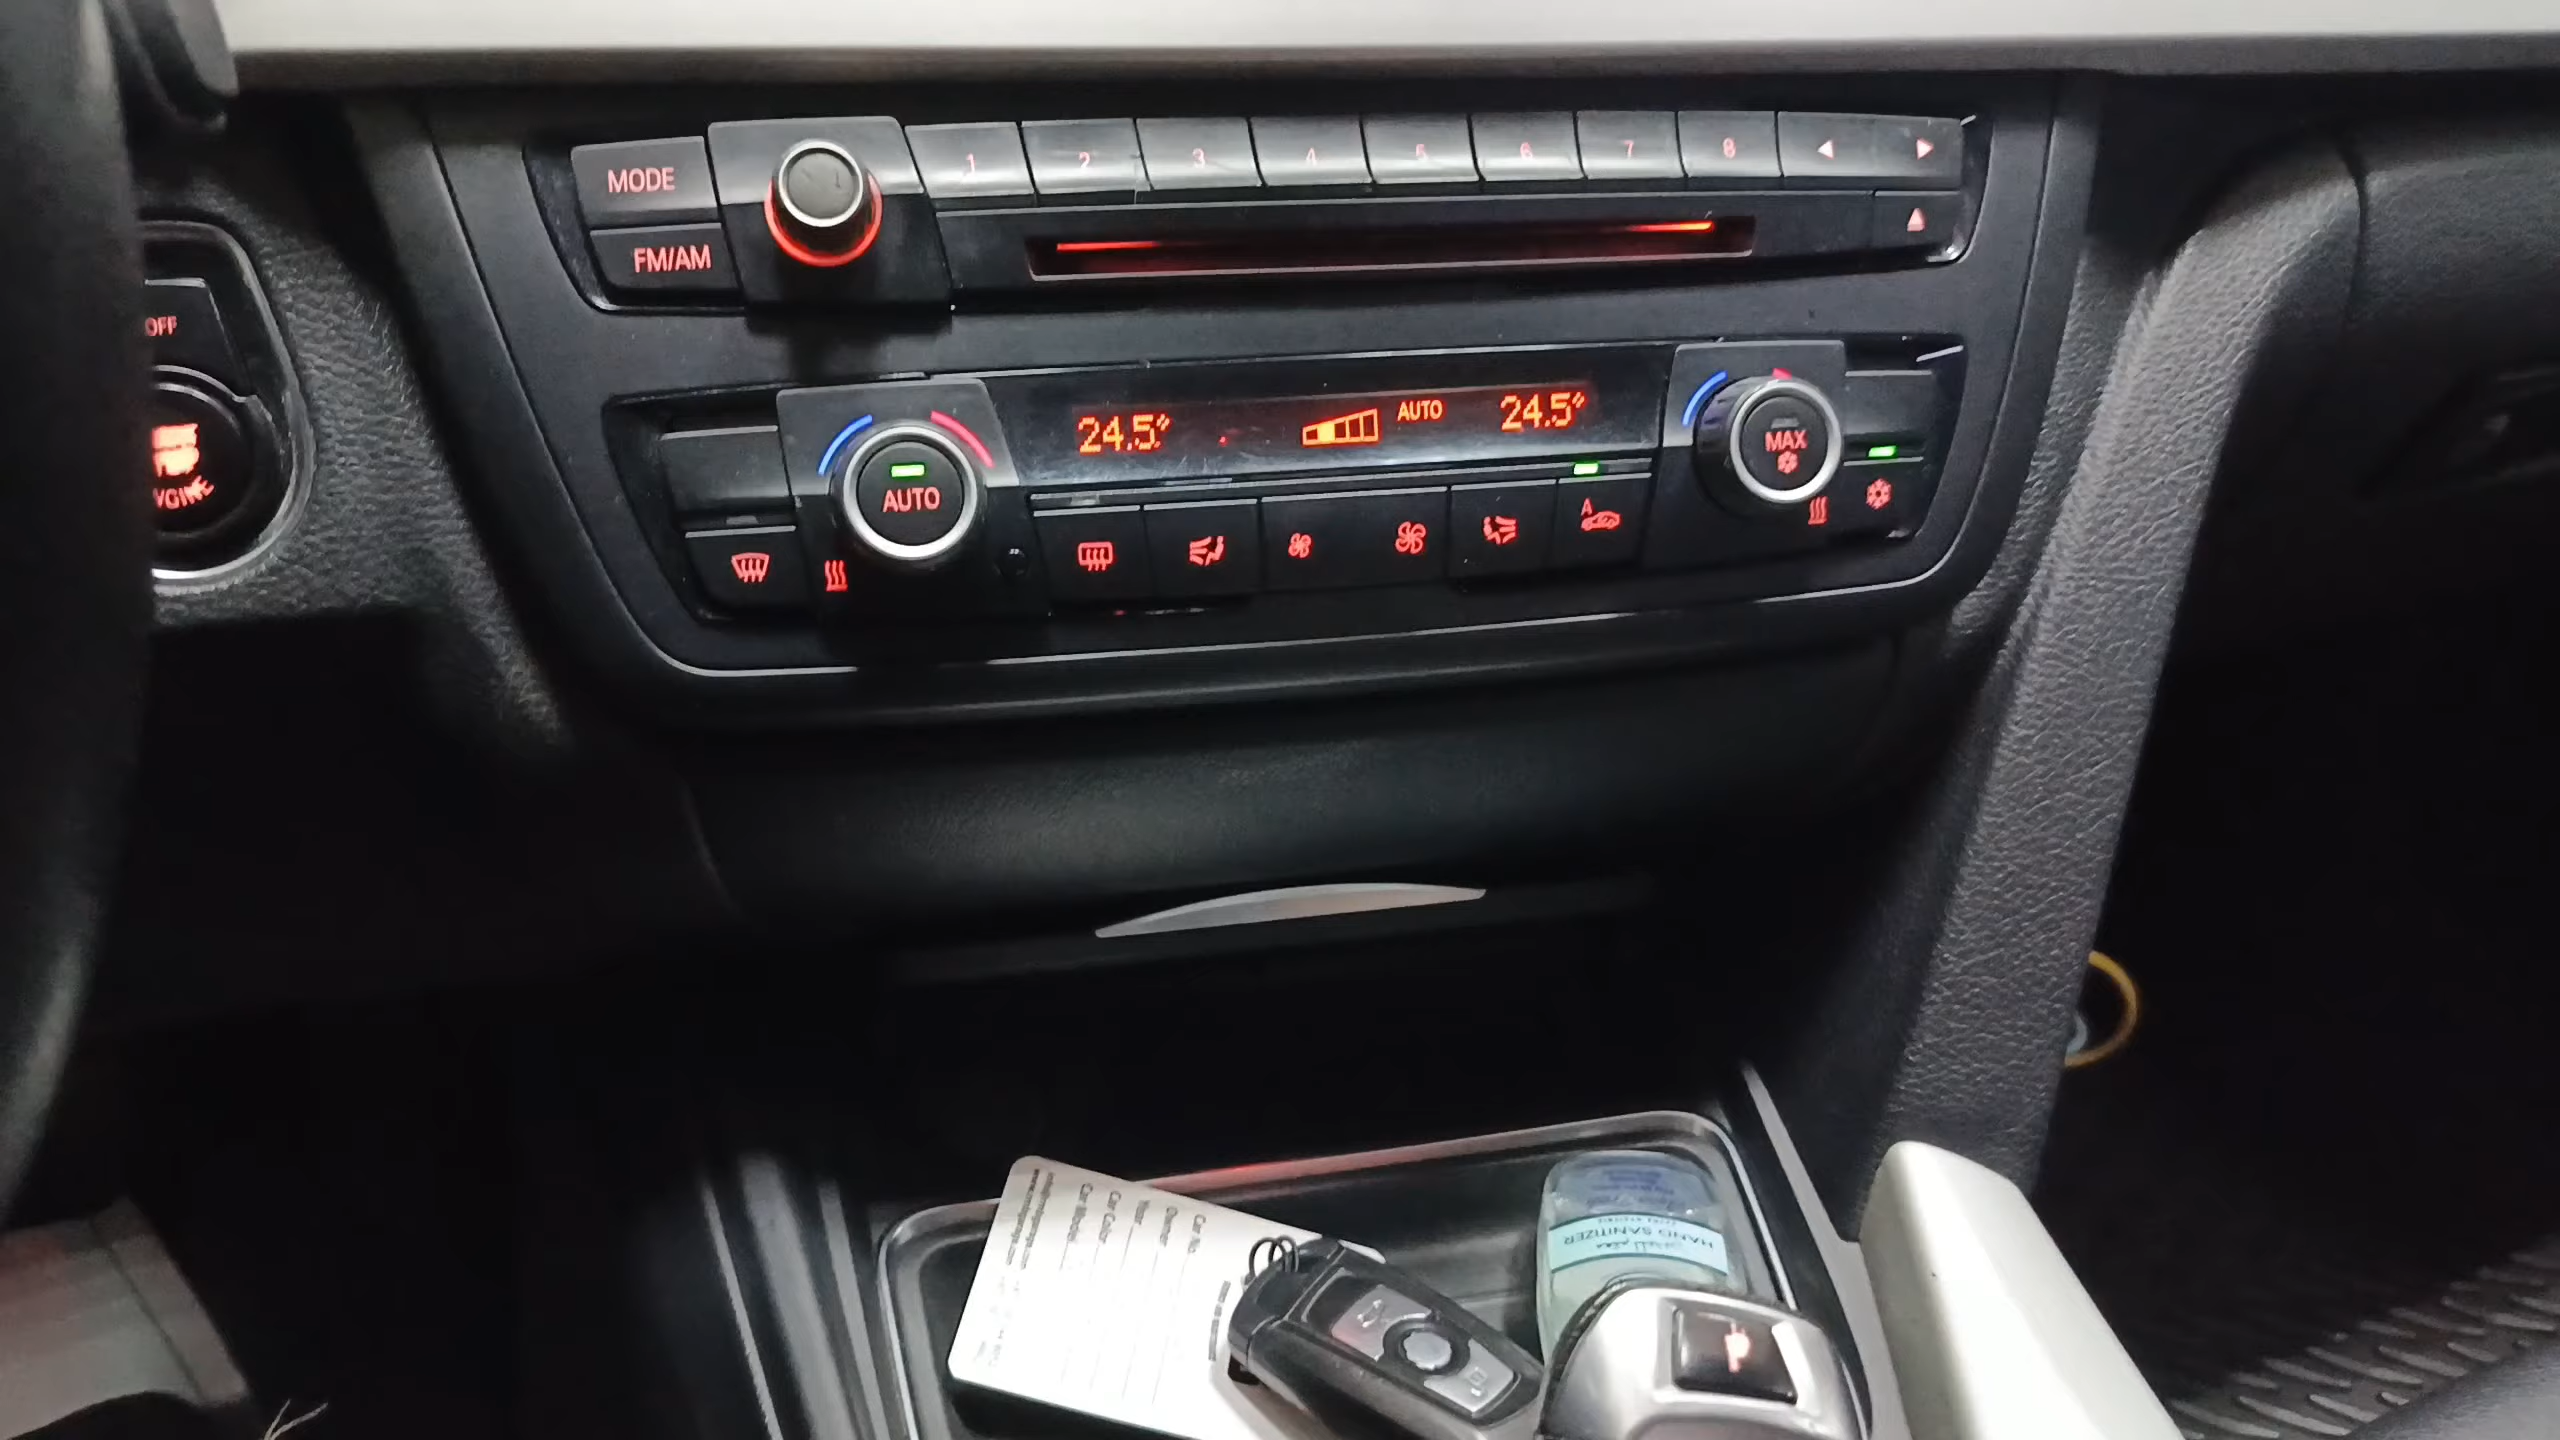 MODE
1 2 3 4 5 6 7 8
FM/AM
OFF
24.5° AUTO 24.5°
AUTO
MAX
A
Car No.
Owner
Year
Car Color
Car Model
HAND SANITIZER